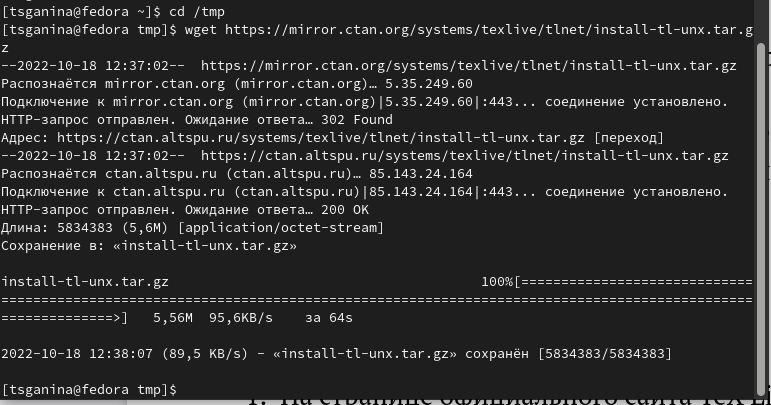 [tsganina@fedora ~]$ cd /tmp
[tsganina@fedora tmp]$ wget https://mirror.ctan.org/systems/texlive/tlnet/install-tl-unx.tar.g
z
--2022-10-18 12:37:02--  https://mirror.ctan.org/systems/texlive/tlnet/install-tl-unx.tar.gz
Распознаётся mirror.ctan.org (mirror.ctan.org)… 5.35.249.60
Подключение к mirror.ctan.org (mirror.ctan.org)|5.35.249.60|:443... соединение установлено.
HTTP-запрос отправлен. Ожидание ответа… 302 Found
Адрес: https://ctan.altspu.ru/systems/texlive/tlnet/install-tl-unx.tar.gz [переход]
--2022-10-18 12:37:02--  https://ctan.altspu.ru/systems/texlive/tlnet/install-tl-unx.tar.gz
Распознаётся ctan.altspu.ru (ctan.altspu.ru)… 85.143.24.164
Подключение к ctan.altspu.ru (ctan.altspu.ru)|85.143.24.164|:443... соединение установлено.
HTTP-запрос отправлен. Ожидание ответа… 200 OK
Длина: 5834383 (5,6M) [application/octet-stream]
Сохранение в: «install-tl-unx.tar.gz»
install-tl-unx.tar.gz                                       100%[=============================
==============================================================================================
==============>]   5,56M  95,6KB/s    за 64s
2022-10-18 12:38:07 (89,5 KB/s) - «install-tl-unx.tar.gz» сохранён [5834383/5834383]
[tsganina@fedora tmp]$